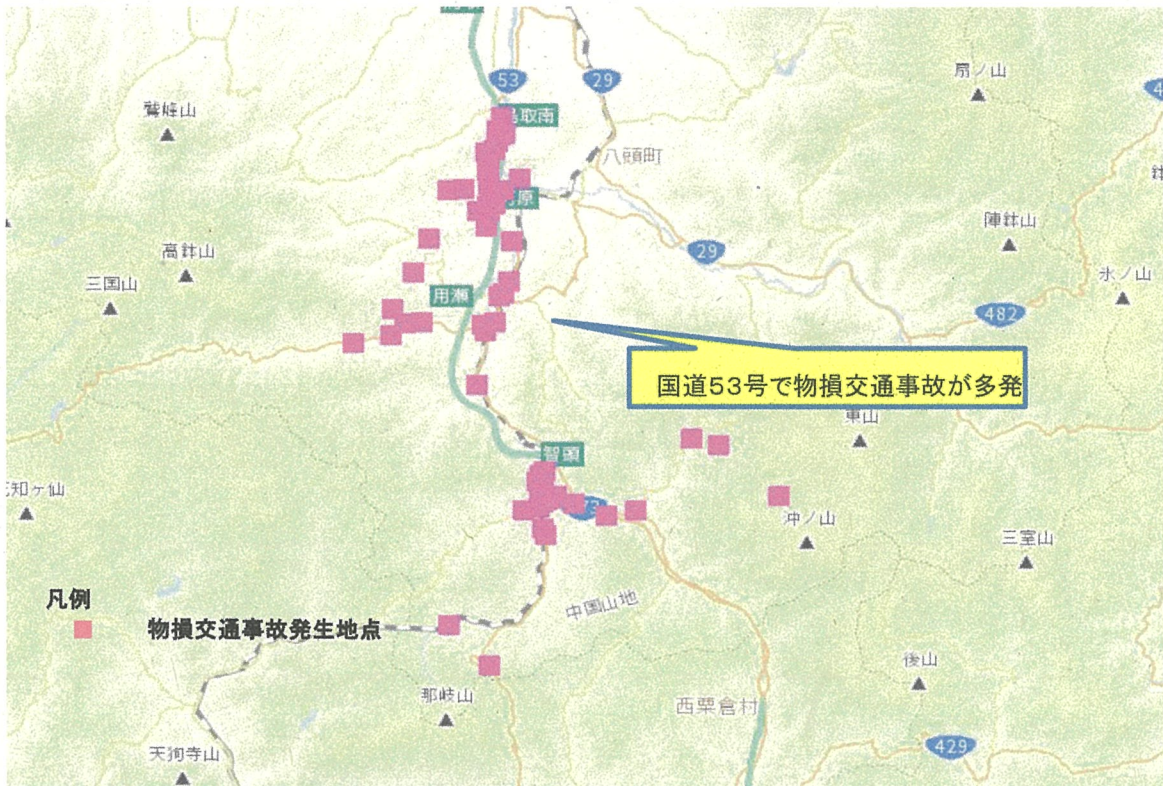 53
29
扇ノ山
4
鷲峰山
鳥取南
八頭町
河原
陣鉢山
29
高鉢山
三国山
氷ノ山
用瀬
482
国道53号で物損交通事故が多発
東山
智頭
沖ノ山
三室山
凡例
物損交通事故発生地点
中国山地
後山
那岐山
西粟倉村
天狗寺山
429